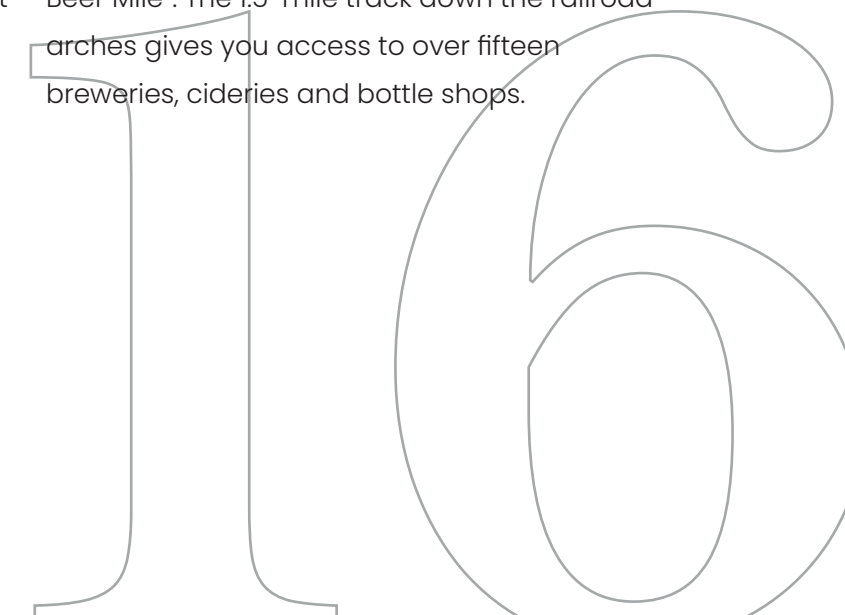 Beer Mile". The 1.5-mile track down the railroad
arches gives you access to over fifteen
breweries, cideries and bottle shops.
16